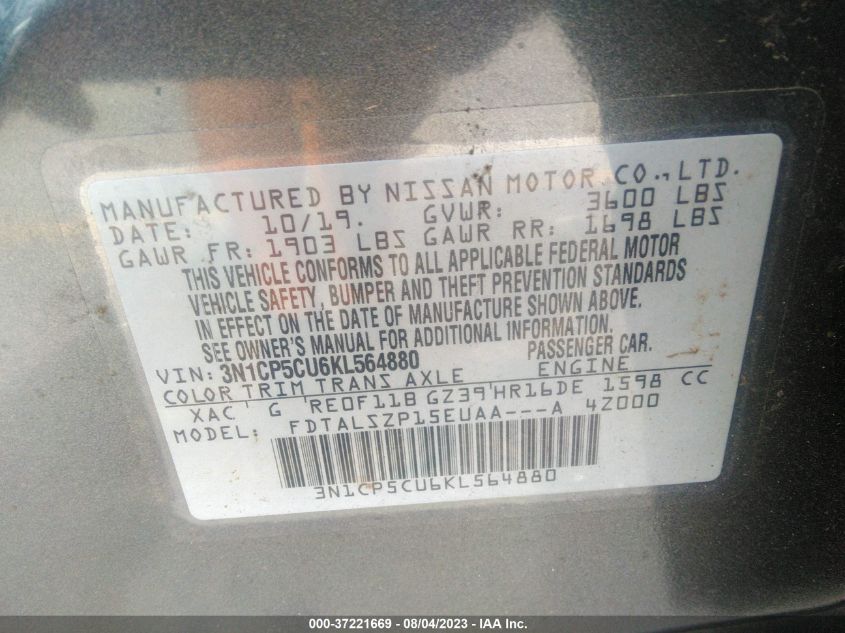 MANUFACTURED BY NISSAN MOTOR CO., LTD.
DATE: 10/19. GVWR: 3600 LBS
GAWR FR: 1903 LBS GAWR RR: 1698 LBS
THIS VEHICLE CONFORMS TO ALL APPLICABLE FEDERAL MOTOR
VEHICLE SAFETY, BUMPER AND THEFT PREVENTION STANDARDS
IN EFFECT ON THE DATE OF MANUFACTURE SHOWN ABOVE.
SEE OWNER'S MANUAL FOR ADDITIONAL INFORMATION.
VIN: 3N1CP5CU6KL564880 PASSENGER CAR.
COLOR TRIM TRANS AXLE ENGINE
XAC G RE0F11B GZ39 HR16DE 1598 CC
MODEL: FDTALSZP15EUAA---A 4Z000
3N1CP5CU6KL564880
000-37221669 - 08/04/2023 - IAA Inc.